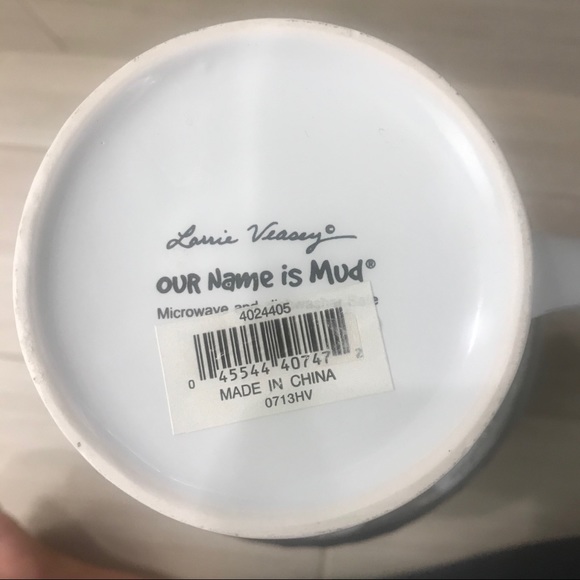 Lorrie Veasey©
OUR Name is Mud®
Microwave and
4024405
0 45544 40747 2
MADE IN CHINA
0713HV